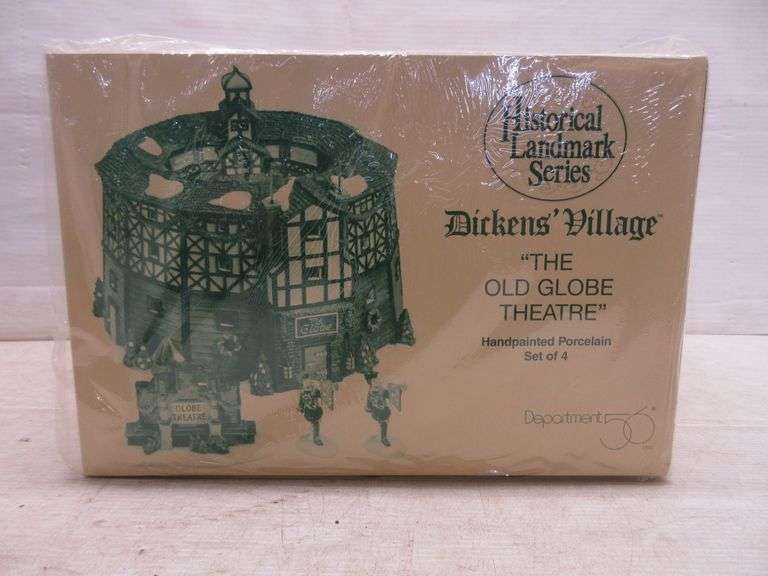 Historical
Landmark
Series
Dickens' Village™
"THE
OLD GLOBE
THEATRE"
Handpainted Porcelain
Set of 4
Department 56®
The
Globe
GLOBE
THEATRE